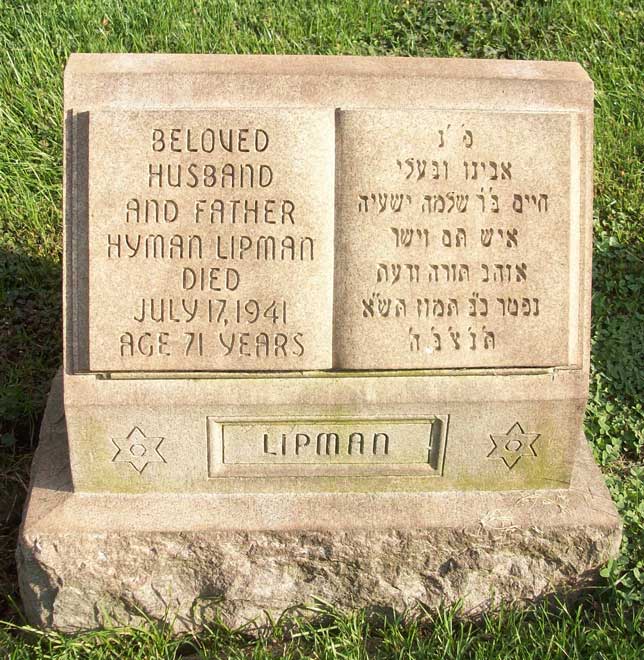 BELOVED
HUSBAND
AND FATHER
HYMAN LIPMAN
DIED
JULY 17, 1941
AGE 71 YEARS
פ' נ'
אבינו ובעלי
חיים ב"ר שלמה ישעיה
איש תם וישר
אוהב תורה ודעת
נפטר כ"ב תמוז תש"א
ת' נ' צ' ב' ה'
LIPMAN